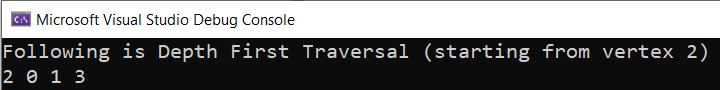 Microsoft Visual Studio Debug Console
Following is Depth First Traversal (starting from vertex 2)
2 0 1 3